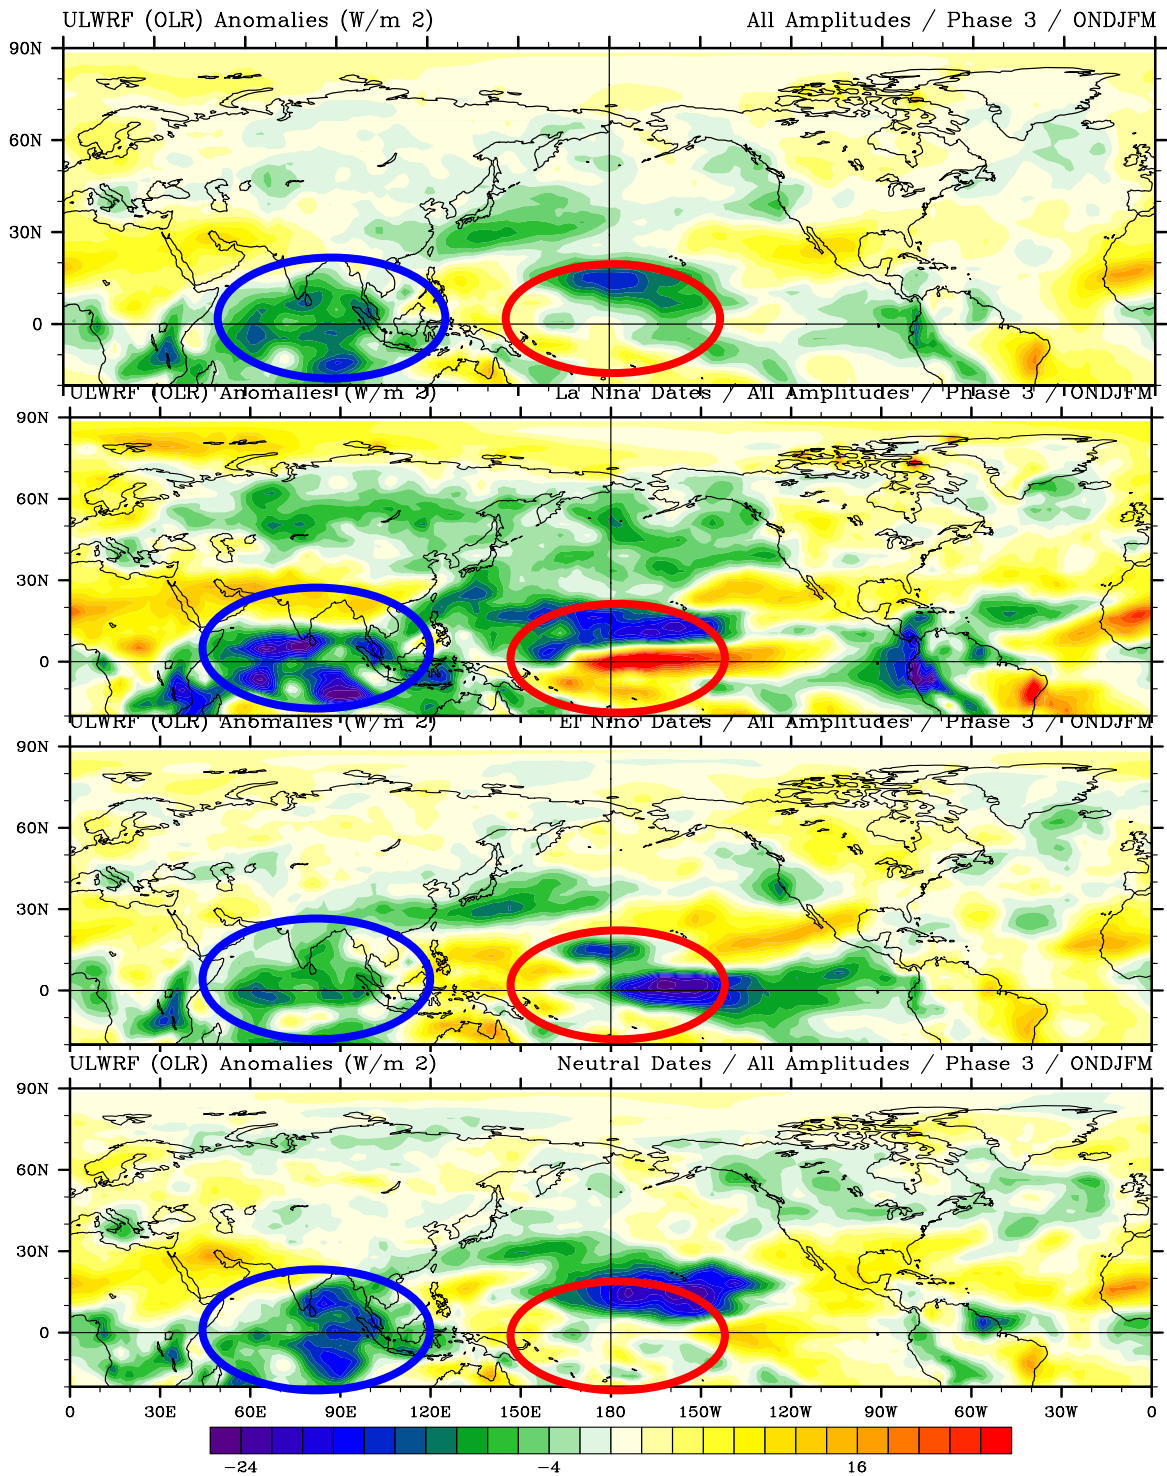 ULWRF (OLR) Anomalies (W/m 2) All Amplitudes / Phase 3 / ONDJFM
90N
60N
30N
0
ULWRF (OLR) Anomalies (W/m 2) La Nina Dates / All Amplitudes / Phase 3 / ONDJFM
90N
60N
30N
0
ULWRF (OLR) Anomalies (W/m 2) El Nino Dates / All Amplitudes / Phase 3 / ONDJFM
90N
60N
30N
0
ULWRF (OLR) Anomalies (W/m 2) Neutral Dates / All Amplitudes / Phase 3 / ONDJFM
90N
60N
30N
0
0 30E 60E 90E 120E 150E 180 150W 120W 90W 60W 30W 0
-24 -4 16